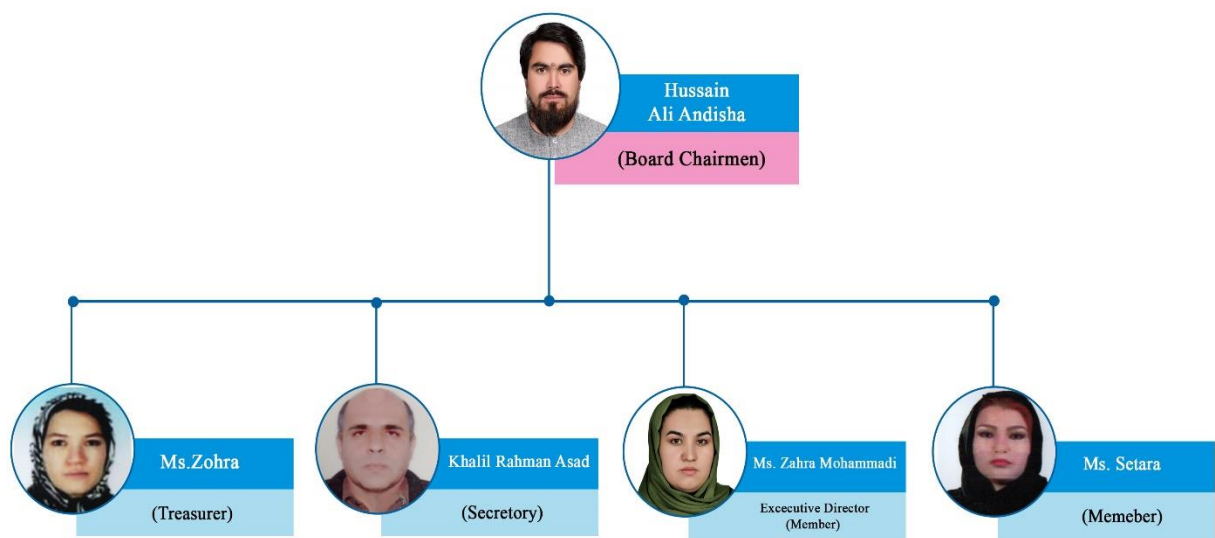 Hussain
Ali Andisha
(Board Chairmen)
Ms.Zohra
(Treasurer)
Khalil Rahman Asad
(Secretory)
Ms. Zahra Mohammadi
Excecutive Director
(Member)
Ms. Setara
(Memeber)